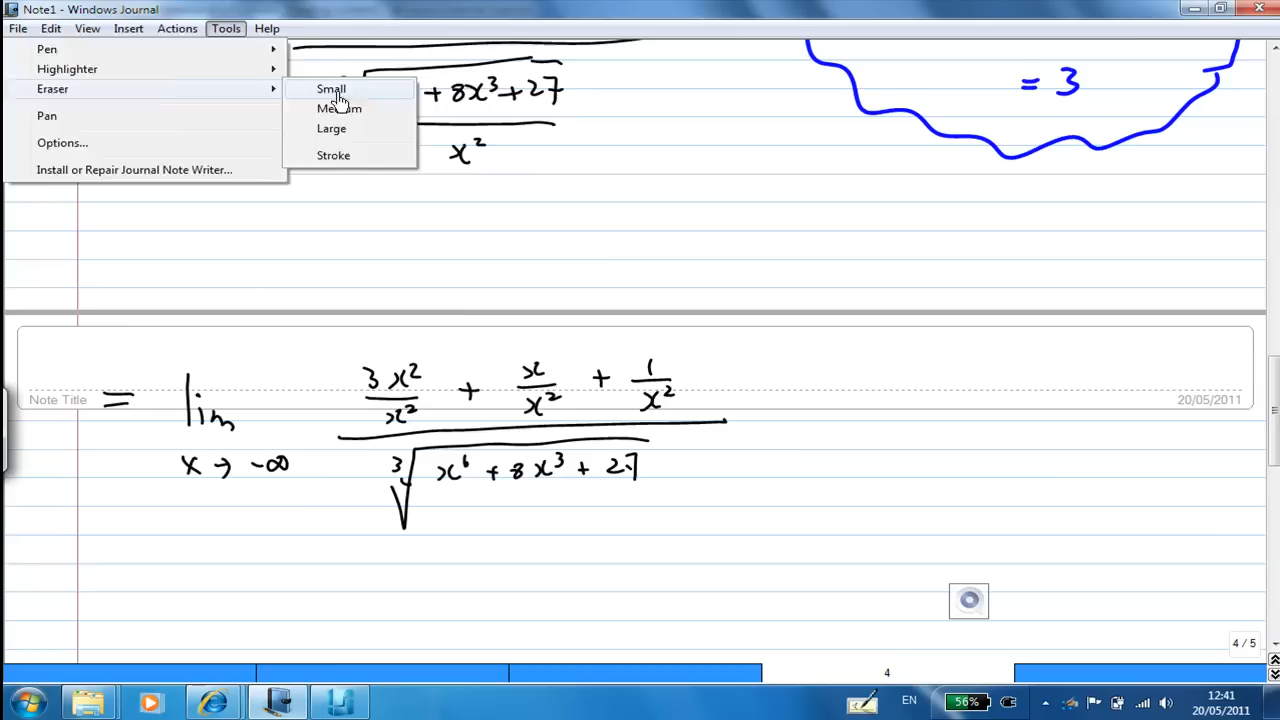 Note1 - Windows Journal
File Edit View Insert Actions Tools Help
Pen
Highlighter
Eraser
Pan
Options...
Install or Repair Journal Note Writer...
Small
Medium
Large
Stroke
+ 8x³ + 27
x²
= 3
= lim 3x²/x² + x/x² + 1/x²
x → -∞ ³√ x⁶ + 8x³ + 27
Note Title
20/05/2011
4 / 5
4
EN
56%
12:41
20/05/2011